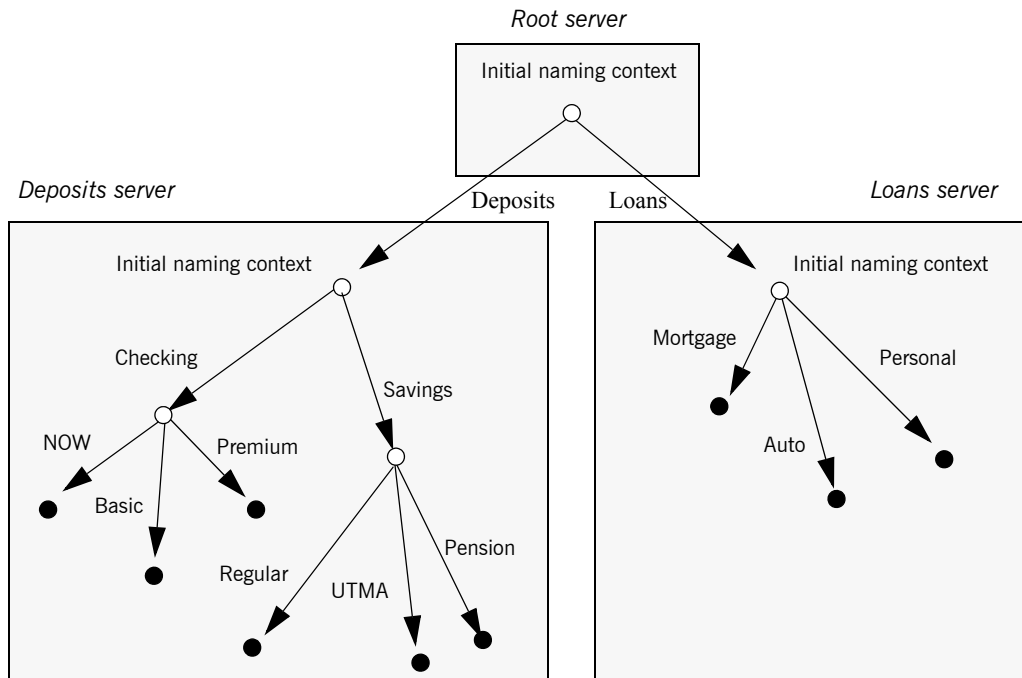 Root server
Initial naming context
Deposits server
Deposits
Loans
Loans server
Initial naming context
Initial naming context
Mortgage
Checking
Personal
Savings
NOW
Premium
Auto
Basic
Pension
Regular
UTMA